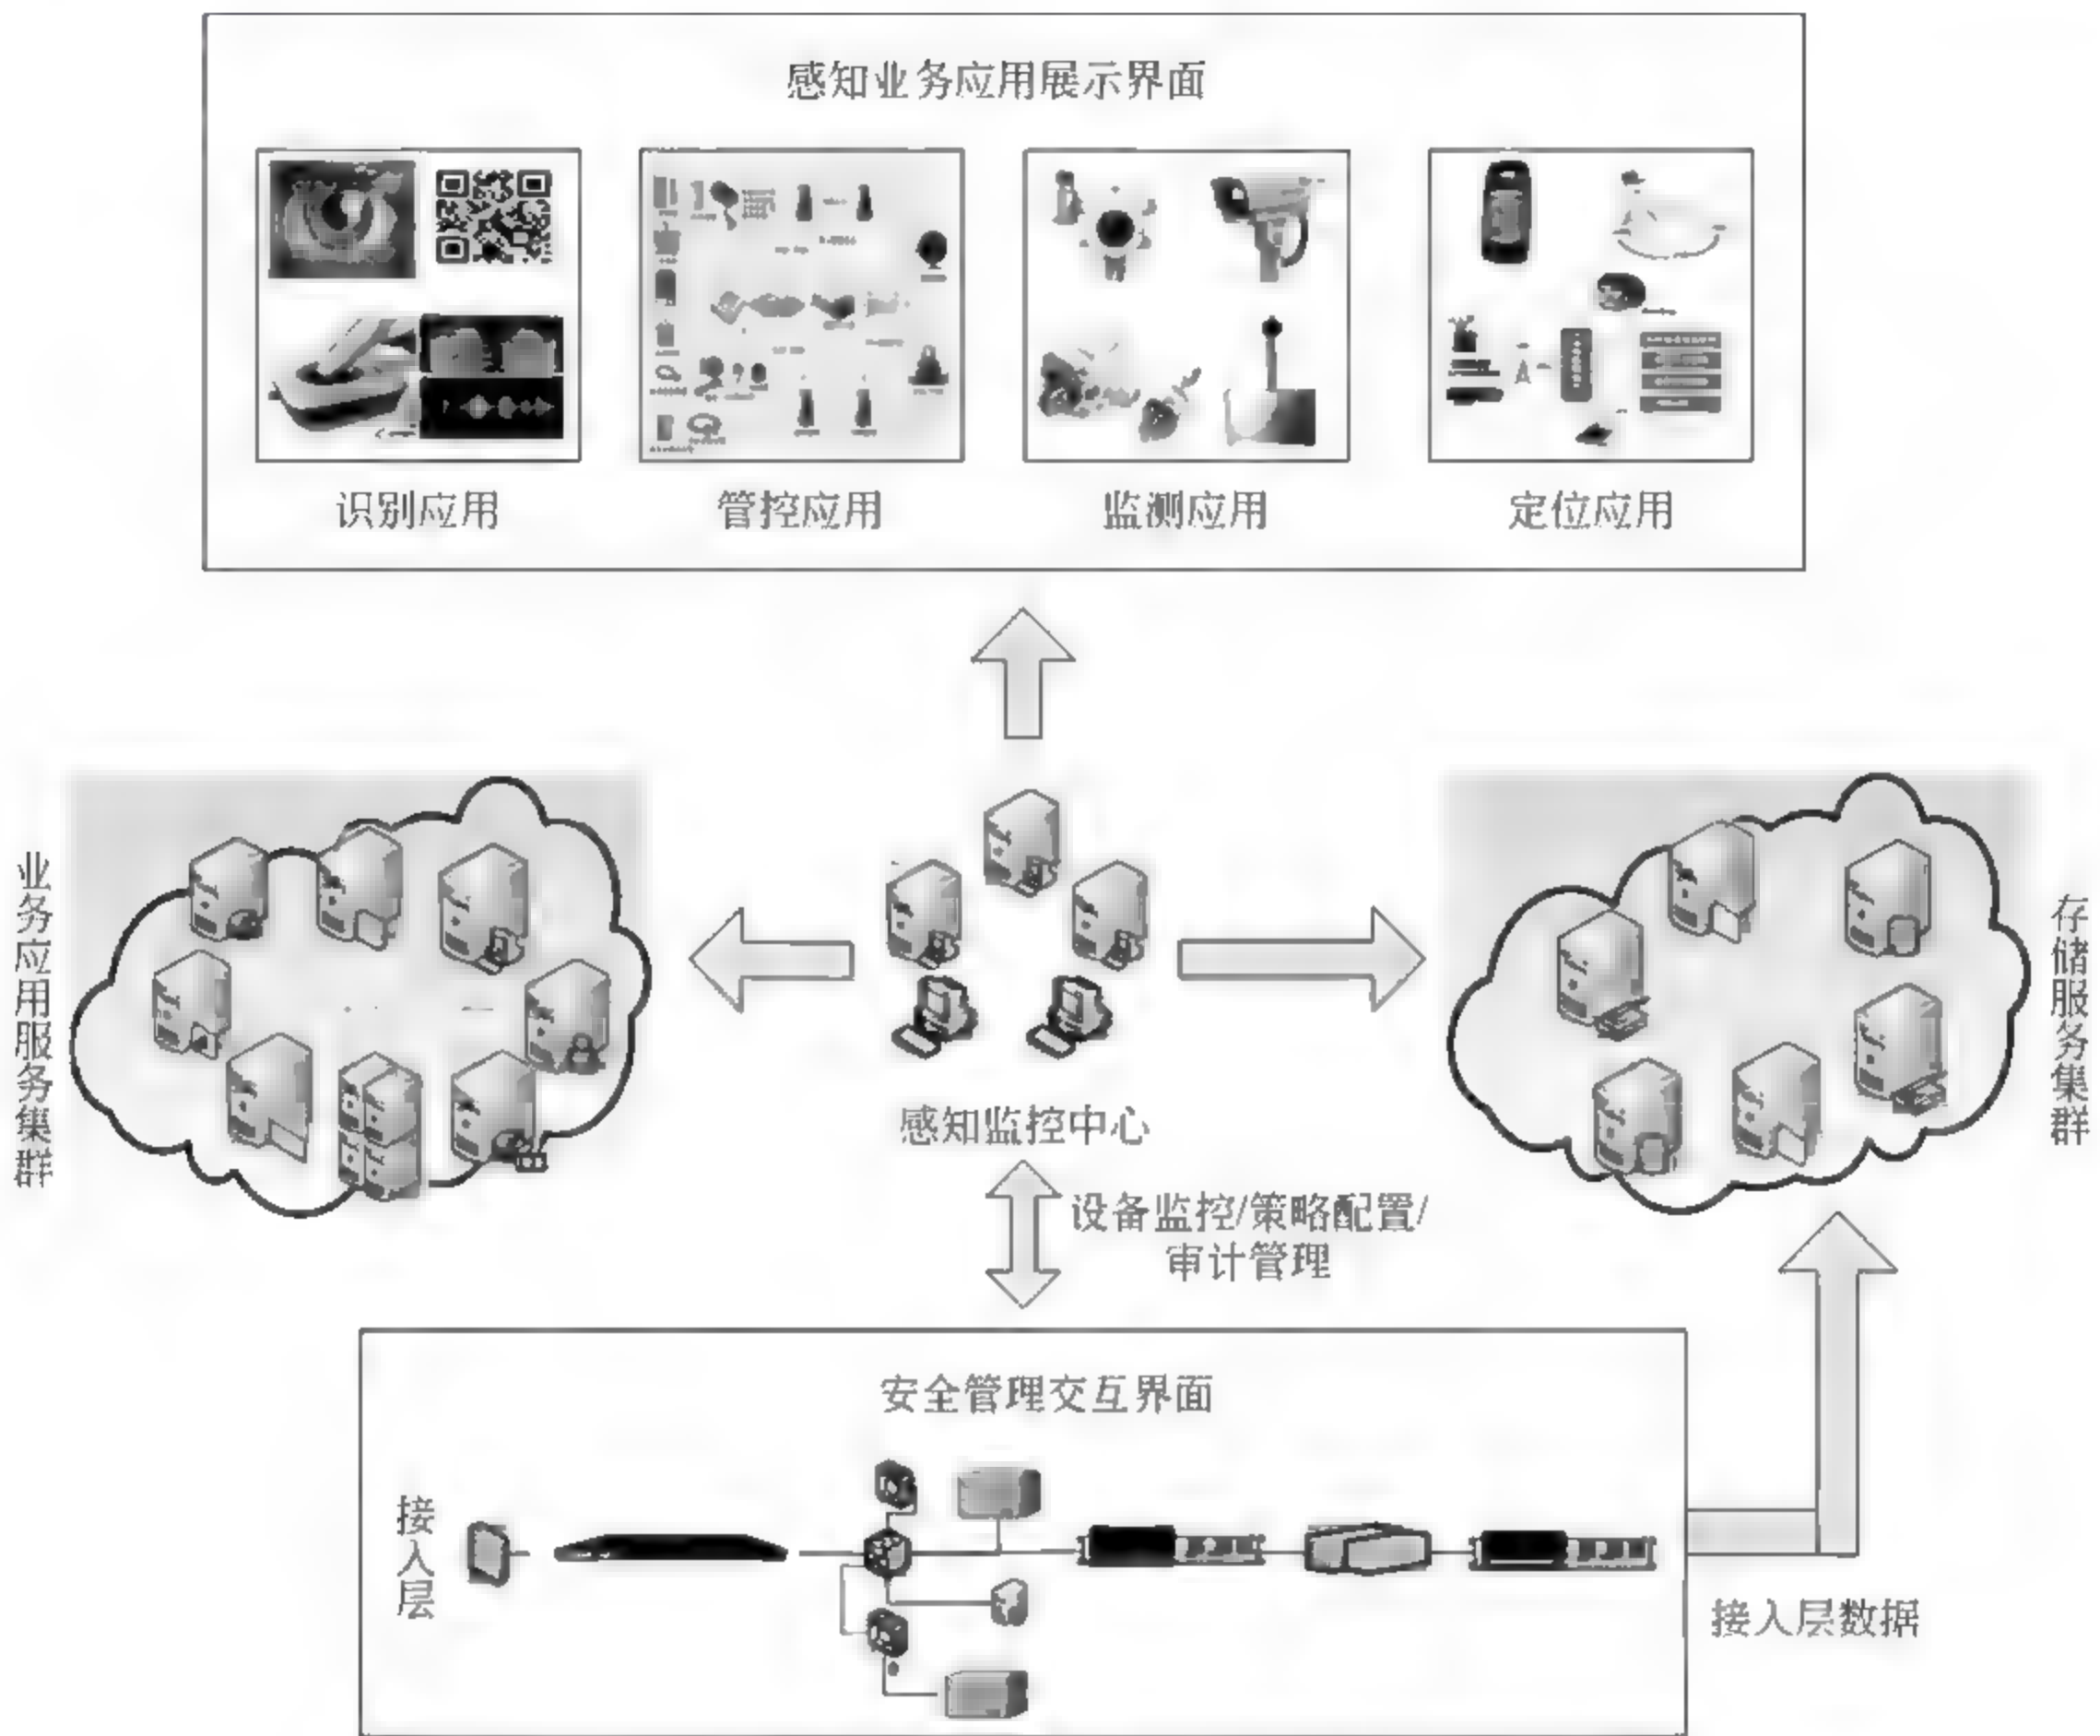 感知业务应用展示界面
识别应用
管控应用
监测应用
定位应用
业务应用服务集群
感知监控中心
存储服务集群
设备监控/策略配置/
审计管理
安全管理交互界面
接入层
接入层数据